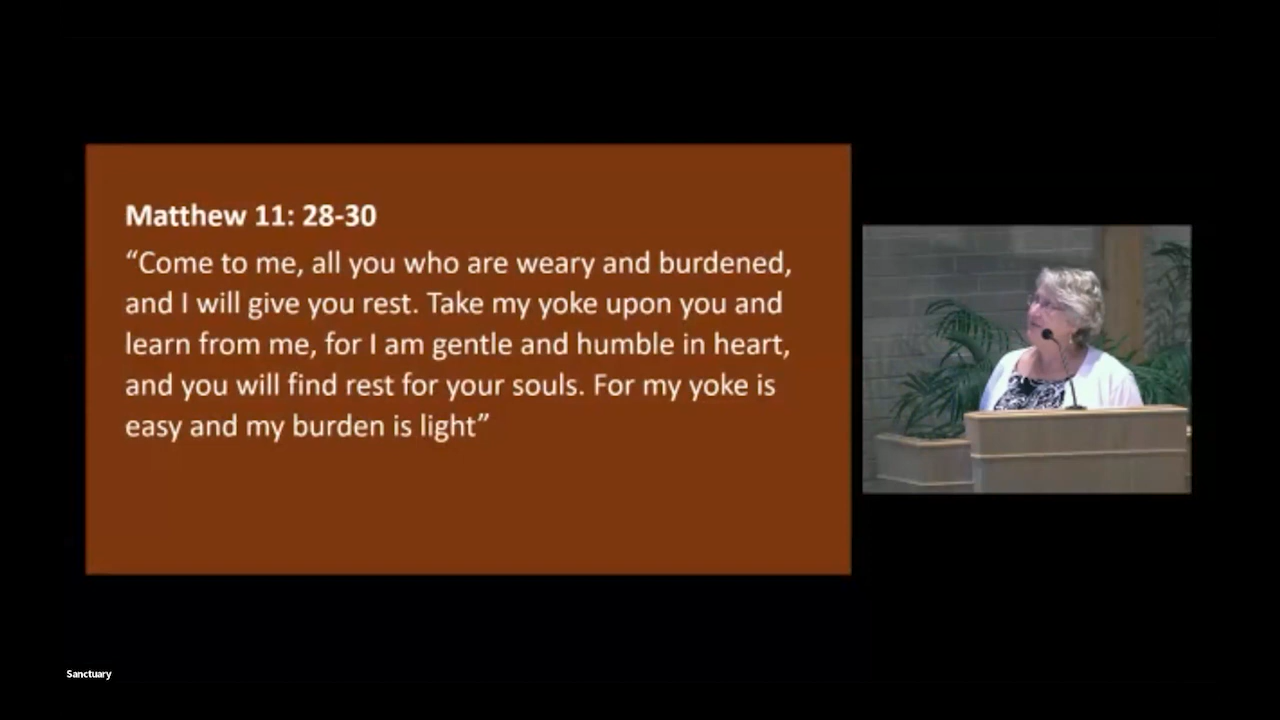 Matthew 11: 28-30
“Come to me, all you who are weary and burdened,
and I will give you rest. Take my yoke upon you and
learn from me, for I am gentle and humble in heart,
and you will find rest for your souls. For my yoke is
easy and my burden is light”
Sanctuary